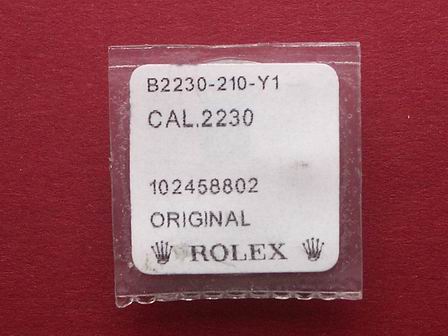 B2230-210-Y1
CAL.2230
102458802
ORIGINAL
ROLEX